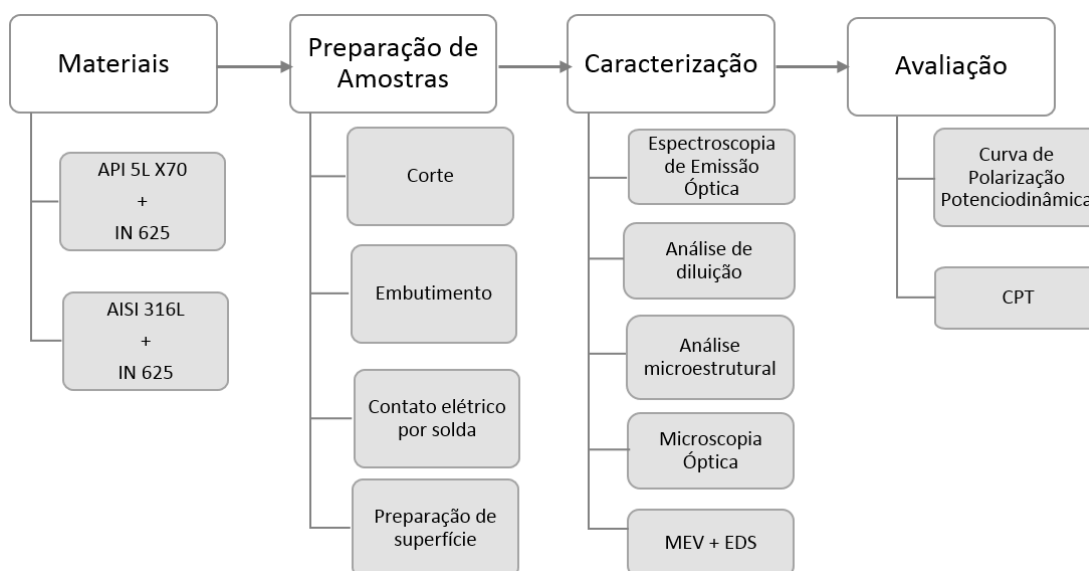 Materiais
API 5L X70
+
IN 625
AISI 316L
+
IN 625
Preparação de
Amostras
Corte
Embutimento
Contato elétrico
por solda
Preparação de
superfície
Caracterização
Espectroscopia
de Emissão
Óptica
Análise de
diluição
Análise
microestrutural
Microscopia
Óptica
MEV + EDS
Avaliação
Curva de
Polarização
Potenciodinâmica
CPT